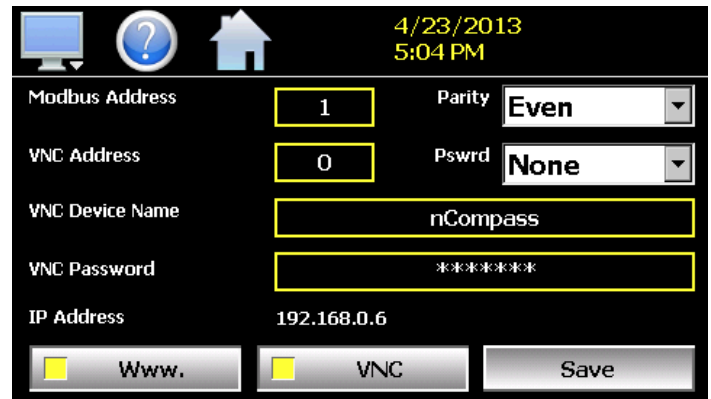 4/23/2013
5:04 PM
Modbus Address 1 Parity Even
VNC Address 0 Pswrd None
VNC Device Name nCompass
VNC Password *******
IP Address 192.168.0.6
Www. VNC Save